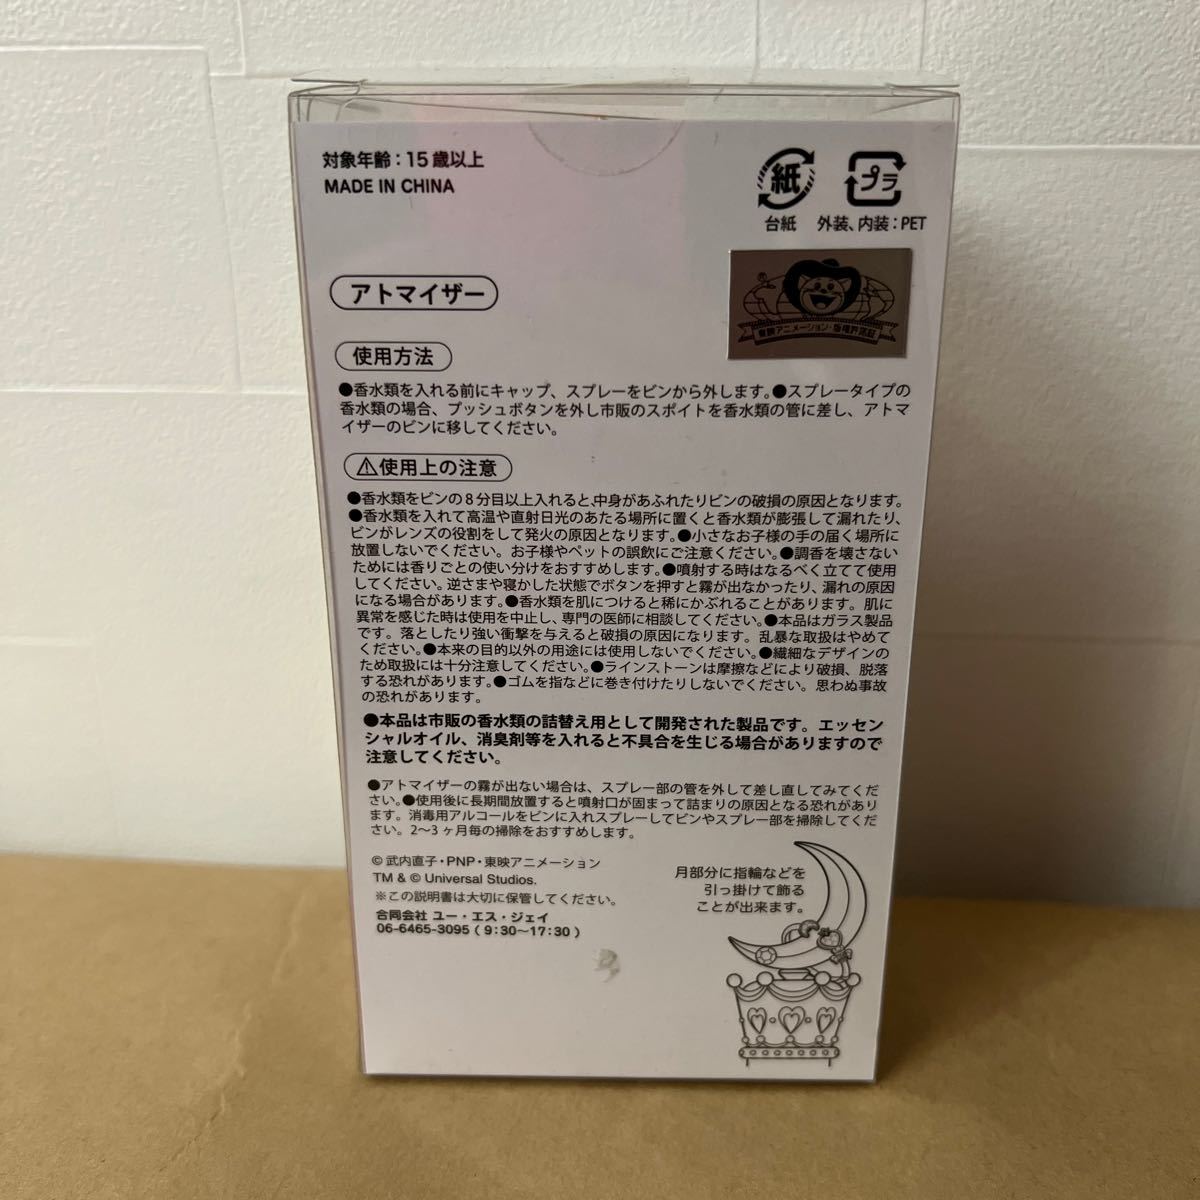 対象年齢：15歳以上
MADE IN CHINA
紙
プラ
台紙
外装、内装：PET
東映アニメーション・版権許諾証
アトマイザー
使用方法
●香水類を入れる前にキャップ、スプレーをビンから外します。●スプレータイプの
香水類の場合、プッシュボタンを外し市販のスポイトを香水類の管に差し、アトマ
イザーのビンに移してください。
⚠使用上の注意
●香水類をビンの８分目以上入れると、中身があふれたりビンの破損の原因となります。
●香水類を入れて高温や直射日光のあたる場所に置くと香水類が膨張して漏れたり、
ビンがレンズの役割をして発火の原因となります。●小さなお子様の手の届く場所に
放置しないでください。お子様やペットの誤飲にご注意ください。●調香を壊さない
ためには香りごとの使い分けをおすすめします。●噴射する時はなるべく立てて使用
してください。逆さまや寝かした状態でボタンを押すと霧が出なかったり、漏れの原因
になる場合があります。●香水類を肌につけると稀にかぶれることがあります。肌に
異常を感じた時は使用を中止し、専門の医師に相談してください。●本品はガラス製品
です。落としたり強い衝撃を与えると破損の原因になります。乱暴な取扱はやめて
ください。●本来の目的以外の用途には使用しないでください。●繊細なデザインの
ため取扱には十分注意してください。●ラインストーンは摩擦などにより破損、脱落
する恐れがあります。●ゴムを指などに巻き付けたりしないでください。思わぬ事故
の恐れがあります。
●本品は市販の香水類の詰替え用として開発された製品です。エッセン
シャルオイル、消臭剤等を入れると不具合を生じる場合がありますので
注意してください。
●アトマイザーの霧が出ない場合は、スプレー部の管を外して差し直してみてくだ
さい。●使用後に長期間放置すると噴射口が固まって詰まりの原因となる恐れがあり
ます。消毒用アルコールをビンに入れスプレーしてビンやスプレー部を掃除してくだ
さい。2〜3ヶ月毎の掃除をおすすめします。
© 武内直子・PNP・東映アニメーション
TM & © Universal Studios.
※この説明書は大切に保管してください。
合同会社 ユー・エス・ジェイ
06-6465-3095（9:30〜17:30）
月部分に指輪などを
引っ掛けて飾る
ことが出来ます。